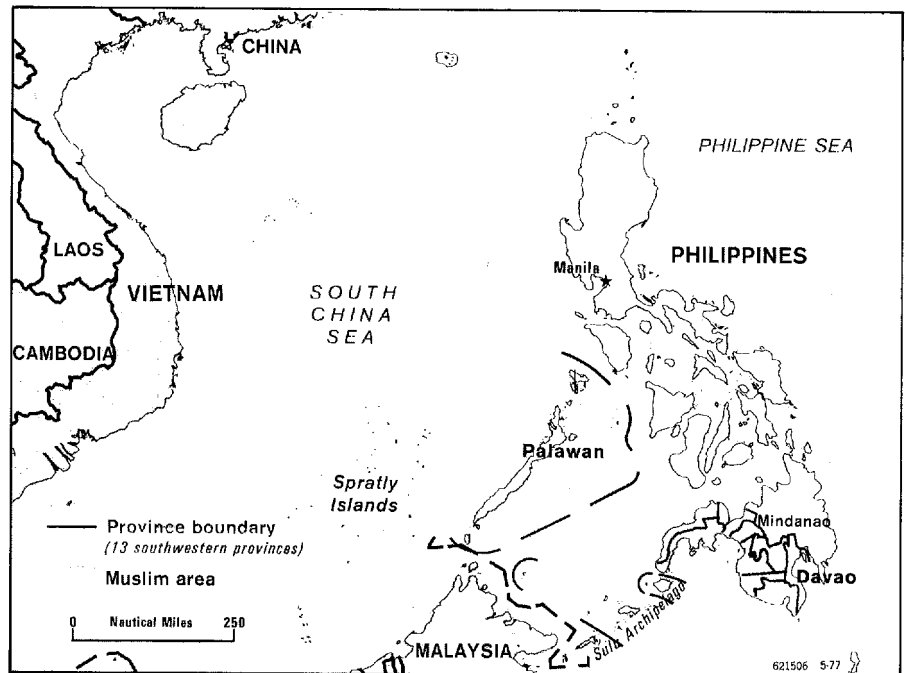 CHINA
PHILIPPINE SEA
LAOS
PHILIPPINES
Manila
VIETNAM
SOUTH
CHINA
SEA
CAMBODIA
Palawan
Spratly
Islands
Province boundary
(13 southwestern provinces)
Mindanao
Muslim area
Davao
0 Nautical Miles 250
Sulu Archipelago
MALAYSIA
621506 5-77